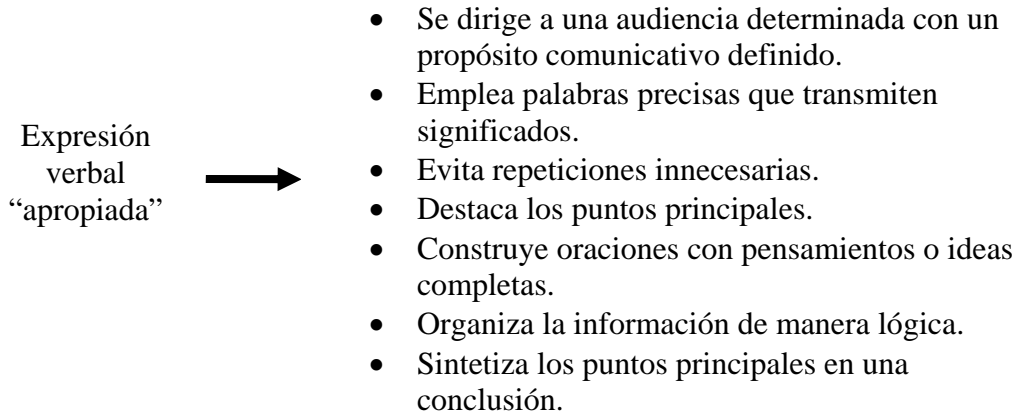 Expresión
verbal
“apropiada”
• Se dirige a una audiencia determinada con un
propósito comunicativo definido.
• Emplea palabras precisas que transmiten
significados.
• Evita repeticiones innecesarias.
• Destaca los puntos principales.
• Construye oraciones con pensamientos o ideas
completas.
• Organiza la información de manera lógica.
• Sintetiza los puntos principales en una
conclusión.